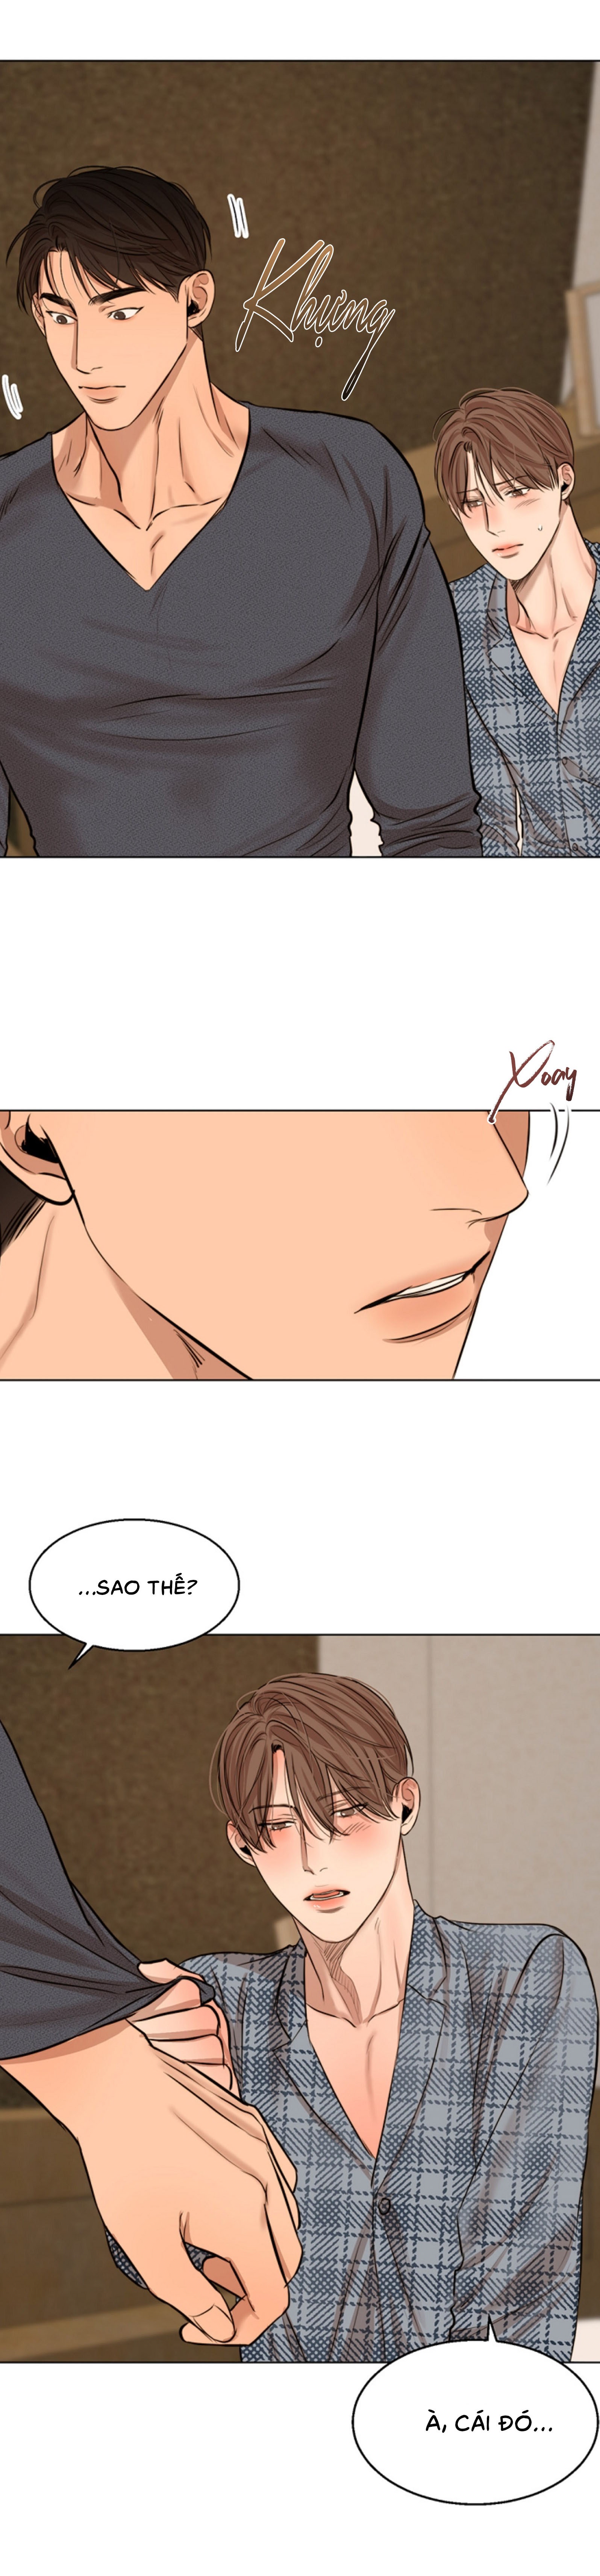 Khựng
Xoay
...SAO THẾ?
À, CÁI ĐÓ...